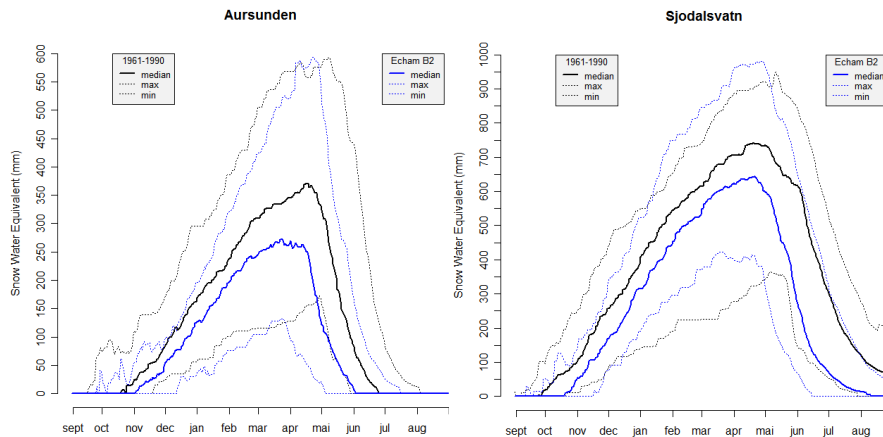 Aursunden
Snow Water Equivalent (mm)
600
550
500
450
400
350
300
250
200
150
100
50
0
1961-1990
median
max
min
Echam B2
median
max
min
sept oct nov dec jan feb mar apr mai jun jul aug
Sjodalsvatn
Snow Water Equivalent (mm)
1000
900
800
700
600
500
400
300
200
100
0
1961-1990
median
max
min
Echam B2
median
max
min
sept oct nov dec jan feb mar apr mai jun jul aug